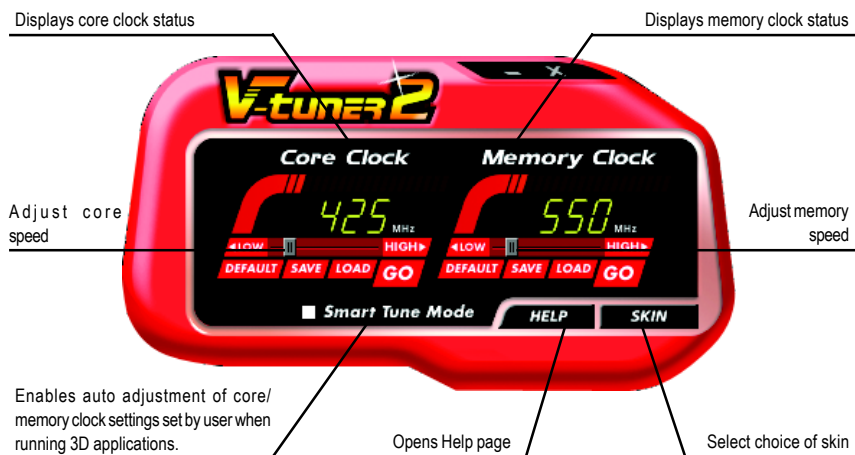 Displays core clock status
Displays memory clock status
V-TUNER 2
Core Clock
Memory Clock
Adjust core speed
425 MHz
550 MHz
Adjust memory speed
LOW
HIGH
LOW
HIGH
DEFAULT SAVE LOAD GO
DEFAULT SAVE LOAD GO
Smart Tune Mode
HELP
SKIN
Enables auto adjustment of core/
memory clock settings set by user when
running 3D applications.
Opens Help page
Select choice of skin